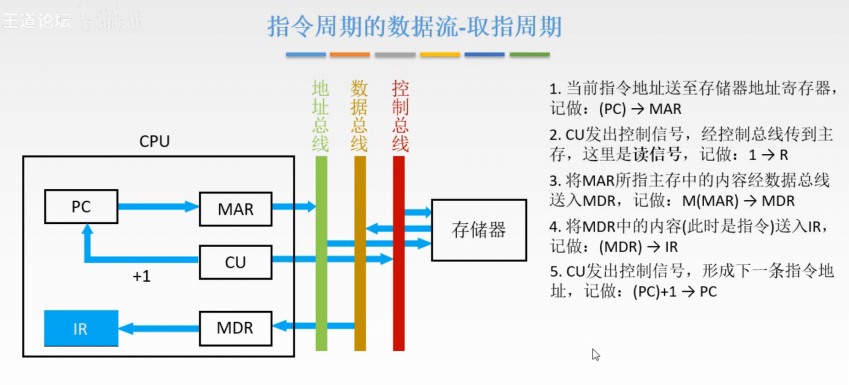 王道论坛
指令周期的数据流-取指周期
地址总线
数据总线
控制总线
CPU
PC
MAR
CU
+1
IR
MDR
存储器
1. 当前指令地址送至存储器地址寄存器，
记做：(PC) → MAR
2. CU发出控制信号，经控制总线传到主
存，这里是读信号，记做：1 → R
3. 将MAR所指主存中的内容经数据总线
送入MDR，记做：M(MAR) → MDR
4. 将MDR中的内容(此时是指令)送入IR，
记做：(MDR) → IR
5. CU发出控制信号，形成下一条指令地
址，记做：(PC)+1 → PC